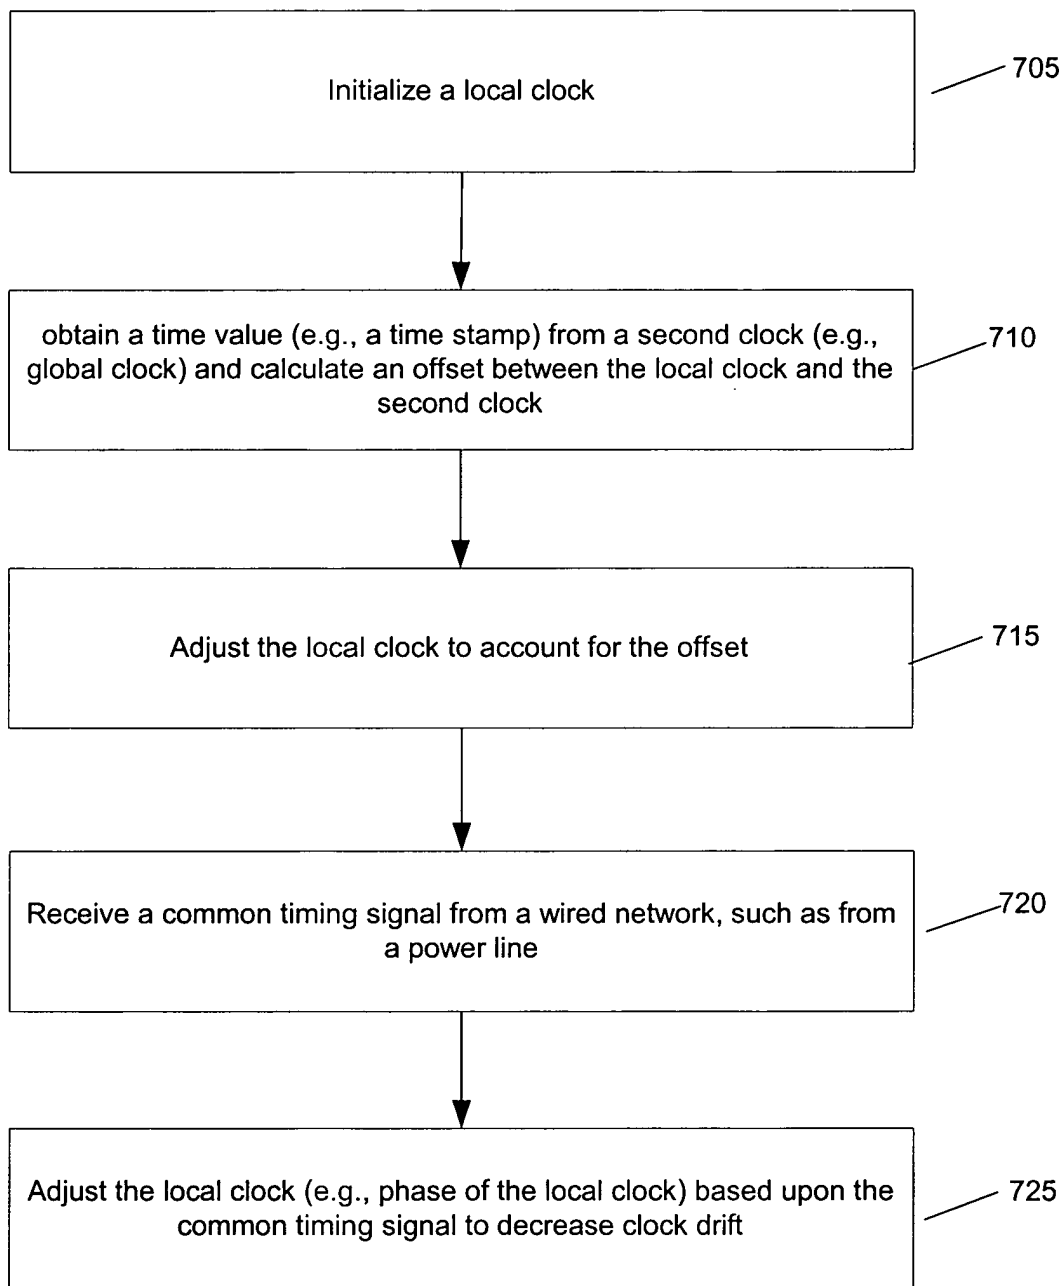 Initialize a local clock
705
obtain a time value (e.g., a time stamp) from a second clock (e.g.,
global clock) and calculate an offset between the local clock and the
second clock
710
Adjust the local clock to account for the offset
715
Receive a common timing signal from a wired network, such as from
a power line
720
Adjust the local clock (e.g., phase of the local clock) based upon the
common timing signal to decrease clock drift
725